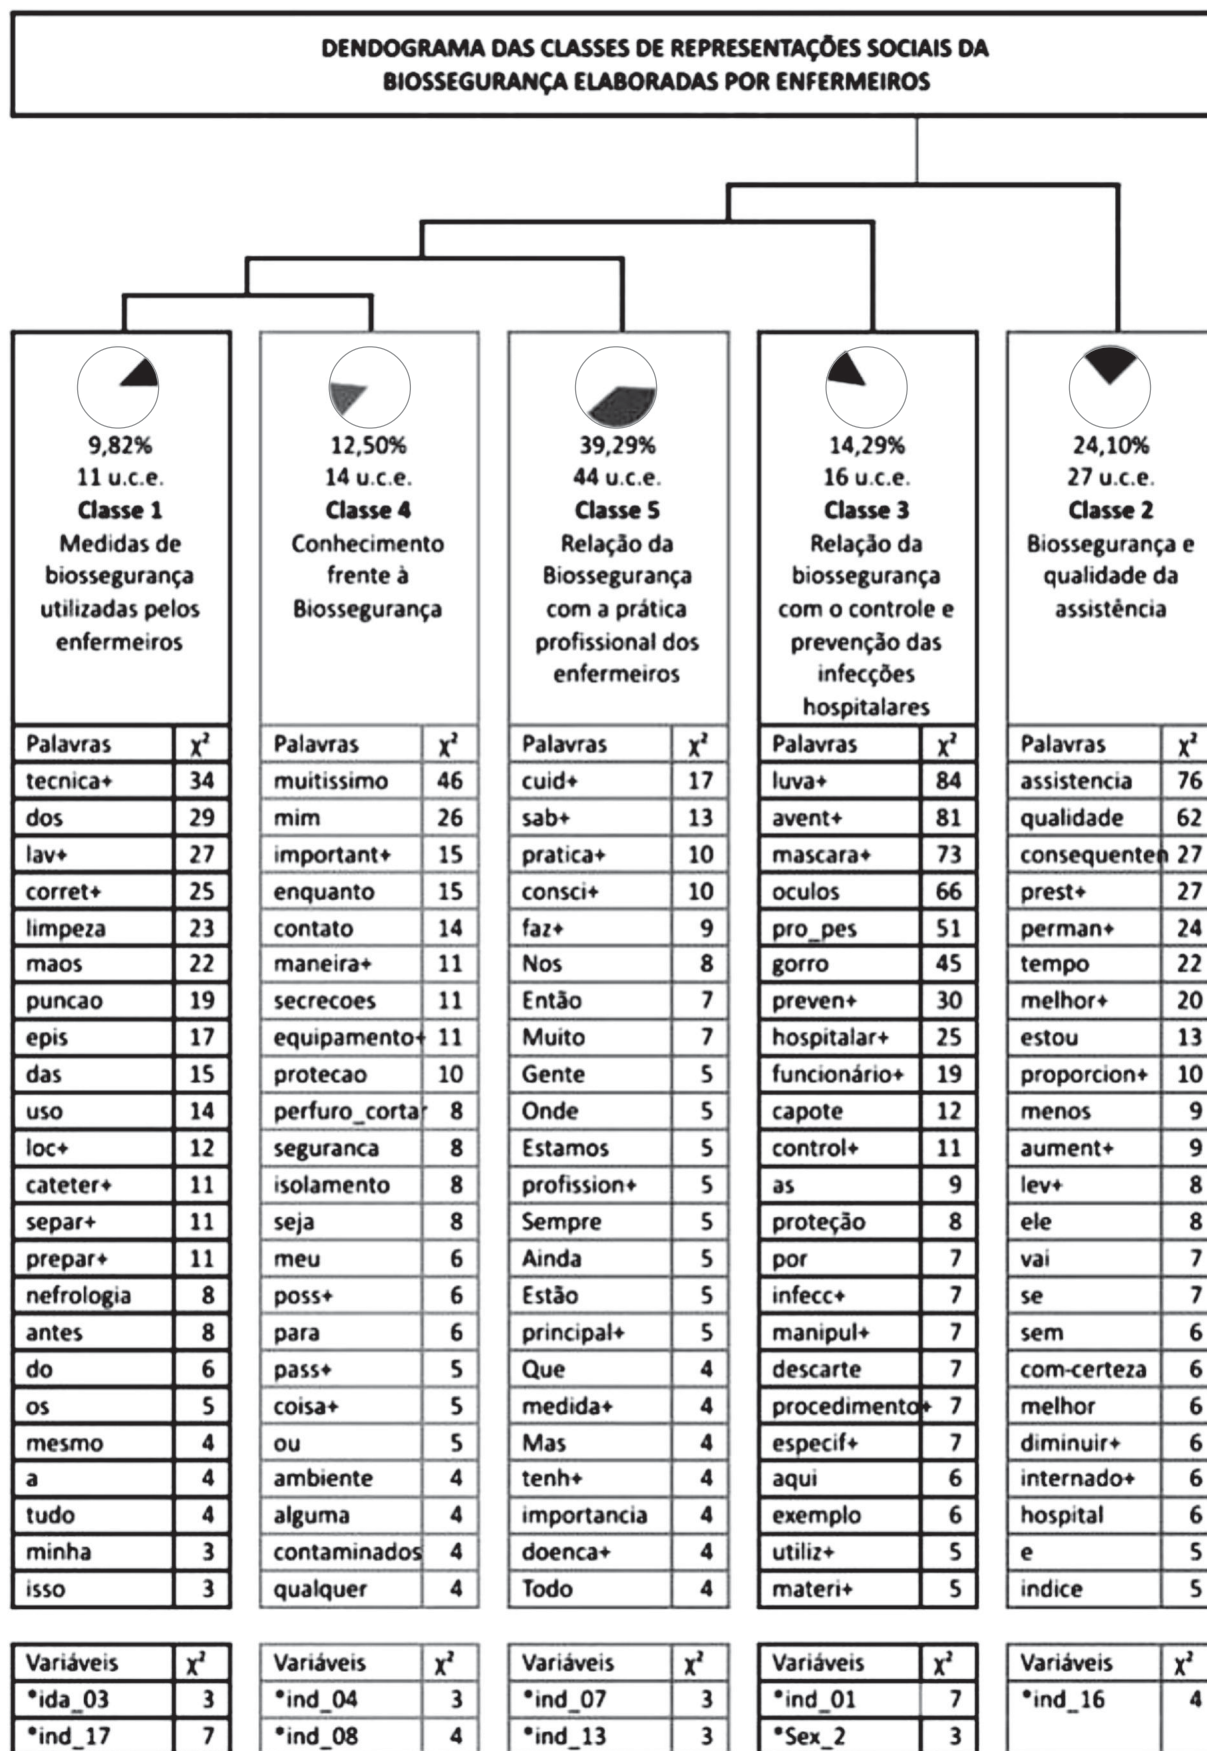 DENDOGRAMA DAS CLASSES DE REPRESENTAÇÕES SOCIAIS DA
BIOSSEGURANÇA ELABORADAS POR ENFERMEIROS
9,82%
11 u.c.e.
Classe 1
Medidas de
biossegurança
utilizadas pelos
enfermeiros
Palavras χ²
tecnica+ 34
dos 29
lav+ 27
corret+ 25
limpeza 23
maos 22
puncao 19
epis 17
das 15
uso 14
loc+ 12
cateter+ 11
separ+ 11
prepar+ 11
nefrologia 8
antes 8
do 6
os 5
mesmo 4
a 4
tudo 4
minha 3
isso 3
Variáveis χ²
*ida_03 3
*ind_17 7
12,50%
14 u.c.e.
Classe 4
Conhecimento
frente à
Biossegurança
Palavras χ²
muitissimo 46
mim 26
important+ 15
enquanto 15
contato 14
maneira+ 11
secrecoes 11
equipamento+ 11
protecao 10
perfuro_cortar 8
seguranca 8
isolamento 8
seja 8
meu 6
poss+ 6
para 6
pass+ 5
coisa+ 5
ou 5
ambiente 4
alguma 4
contaminados 4
qualquer 4
Variáveis χ²
*ind_04 3
*ind_08 4
39,29%
44 u.c.e.
Classe 5
Relação da
Biossegurança
com a prática
profissional dos
enfermeiros
Palavras χ²
cuid+ 17
sab+ 13
pratica+ 10
consci+ 10
faz+ 9
Nos 8
Então 7
Muito 7
Gente 5
Onde 5
Estamos 5
profission+ 5
Sempre 5
Ainda 5
Estão 5
principal+ 5
Que 4
medida+ 4
Mas 4
tenh+ 4
importancia 4
doenca+ 4
Todo 4
Variáveis χ²
*ind_07 3
*ind_13 3
14,29%
16 u.c.e.
Classe 3
Relação da
biossegurança
com o controle e
prevenção das
infecções
hospitalares
Palavras χ²
luva+ 84
avent+ 81
mascara+ 73
oculos 66
pro_pes 51
gorro 45
preven+ 30
hospitalar+ 25
funcionário+ 19
capote 12
control+ 11
as 9
proteção 8
por 7
infecc+ 7
manipul+ 7
descarte 7
procedimento+ 7
especif+ 7
aqui 6
exemplo 6
utiliz+ 5
materi+ 5
Variáveis χ²
*ind_01 7
*Sex_2 3
24,10%
27 u.c.e.
Classe 2
Biossegurança e
qualidade da
assistência
Palavras χ²
assistencia 76
qualidade 62
consequenten 27
prest+ 27
perman+ 24
tempo 22
melhor+ 20
estou 13
proporcion+ 10
menos 9
aument+ 9
lev+ 8
ele 8
vai 7
se 7
sem 6
com-certeza 6
melhor 6
diminuir+ 6
internado+ 6
hospital 6
e 5
indice 5
Variáveis χ²
*ind_16 4